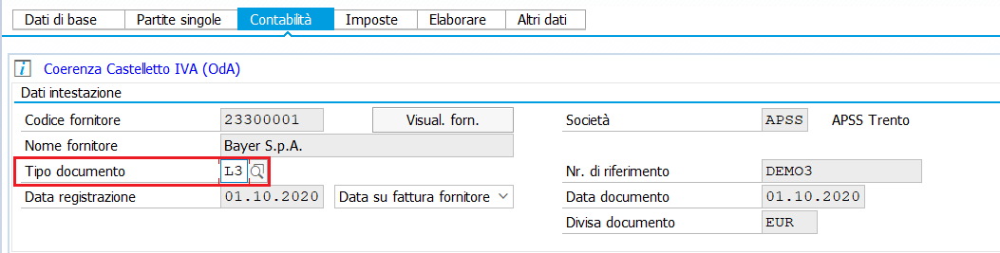 Dati di base Partite singole Contabilità Imposte Elaborare Altri dati
Coerenza Castelletto IVA (OdA)
Dati intestazione
Codice fornitore 23300001 Visual. forn. Società APSS APSS Trento
Nome fornitore Bayer S.p.A.
Tipo documento L3 Nr. di riferimento DEMO3
Data registrazione 01.10.2020 Data su fattura fornitore Data documento 01.10.2020
Divisa documento EUR